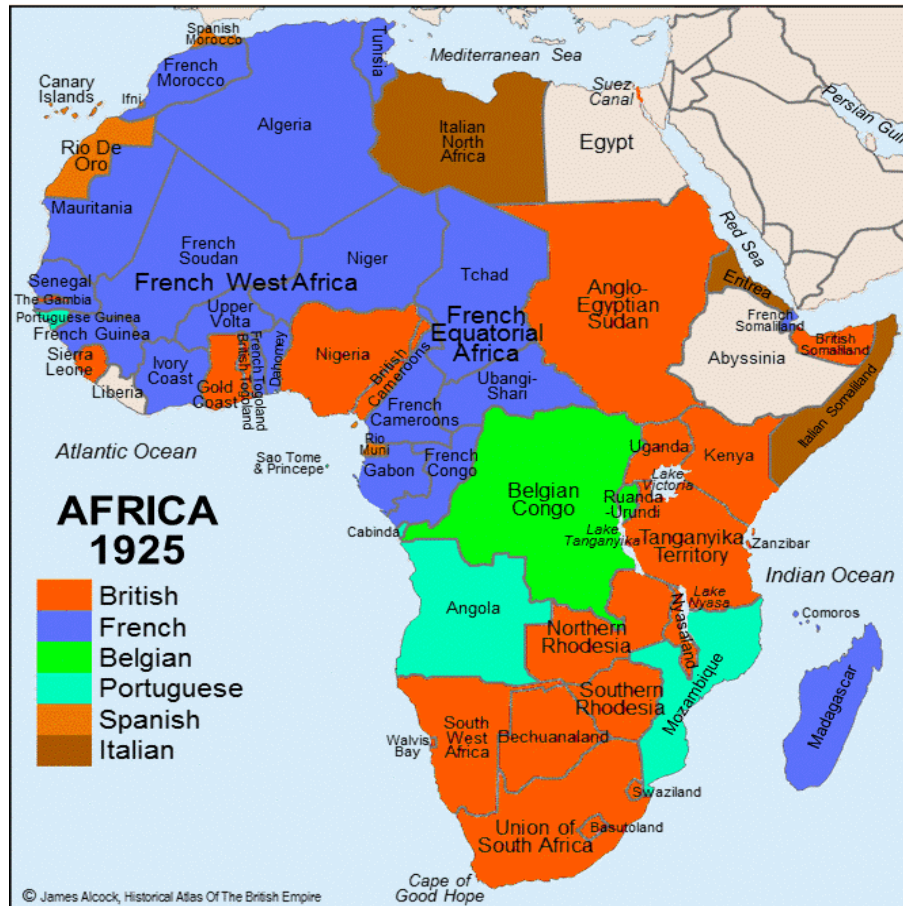 Spanish
Morocco
French
Morocco
Tunisia
Mediterranean Sea
Canary
Islands
Ifni
Suez
Canal
Persian Gulf
Algeria
Italian
North
Africa
Egypt
Rio De
Oro
Mauritania
Red Sea
French
Soudan
Niger
Tchad
Anglo-
Egyptian
Sudan
Eritrea
Senegal
French West Africa
The Gambia
Portuguese Guinea
French Guinea
Upper
Volta
French
Equatorial
Africa
French
Somaliland
British
Somaliland
Italian Somaliland
Sierra
Leone
Liberia
Ivory
Coast
Gold
Coast
British Togoland
French Togoland
Dahomey
Nigeria
British
Cameroons
Abyssinia
Ubangi-
Shari
French
Cameroons
Atlantic Ocean
Sao Tome
& Princepe*
Rio
Muni
Gabon
French
Congo
Uganda
Kenya
Lake
Victoria
Belgian
Congo
Ruanda
-Urundi
Lake
Tanganyika
Tanganyika
Territory
Zanzibar
Cabinda
Indian Ocean
AFRICA
1925
British
French
Belgian
Portuguese
Spanish
Italian
Angola
Lake
Nyasa
Nyasaland
Comoros
Northern
Rhodesia
Southern
Rhodesia
Mozambique
Madagascar
Walvis
Bay
South
West
Africa
Bechuanaland
Swaziland
Union of
South Africa
Basutoland
Cape of
Good Hope
© James Alcock, Historical Atlas Of The British Empire